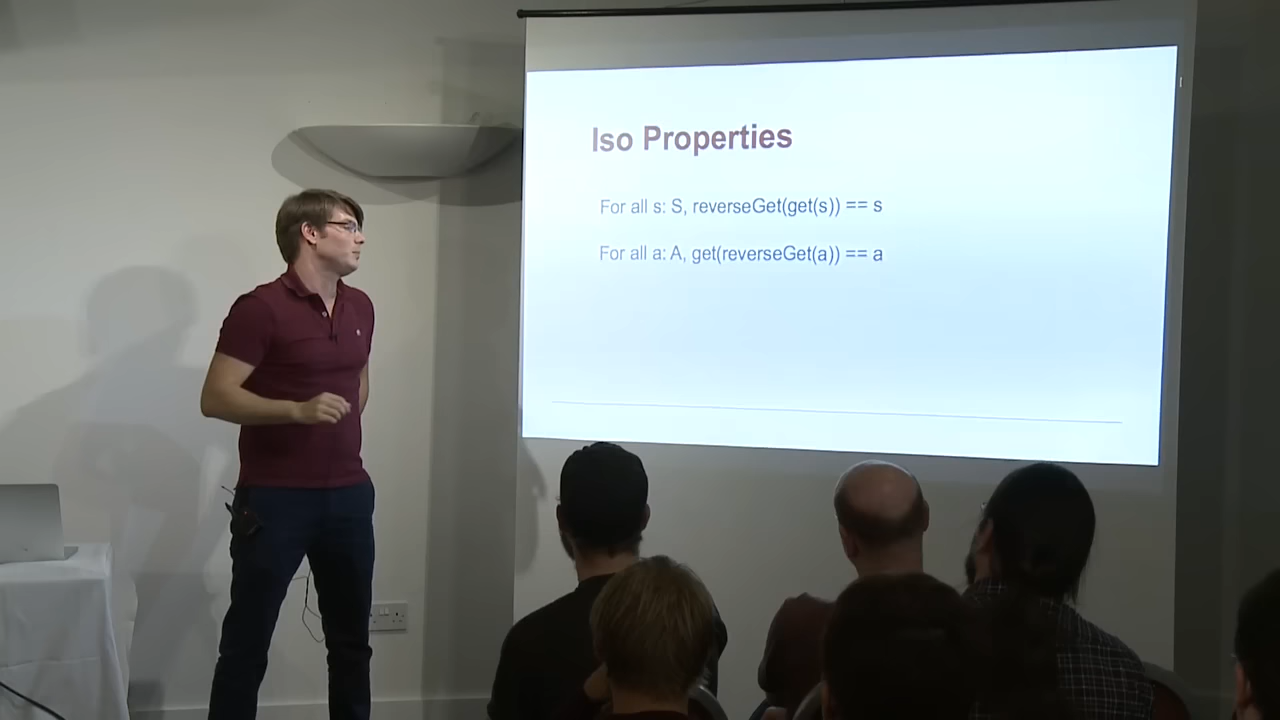 Iso Properties
For all s: S, reverseGet(get(s)) == s
For all a: A, get(reverseGet(a)) == a